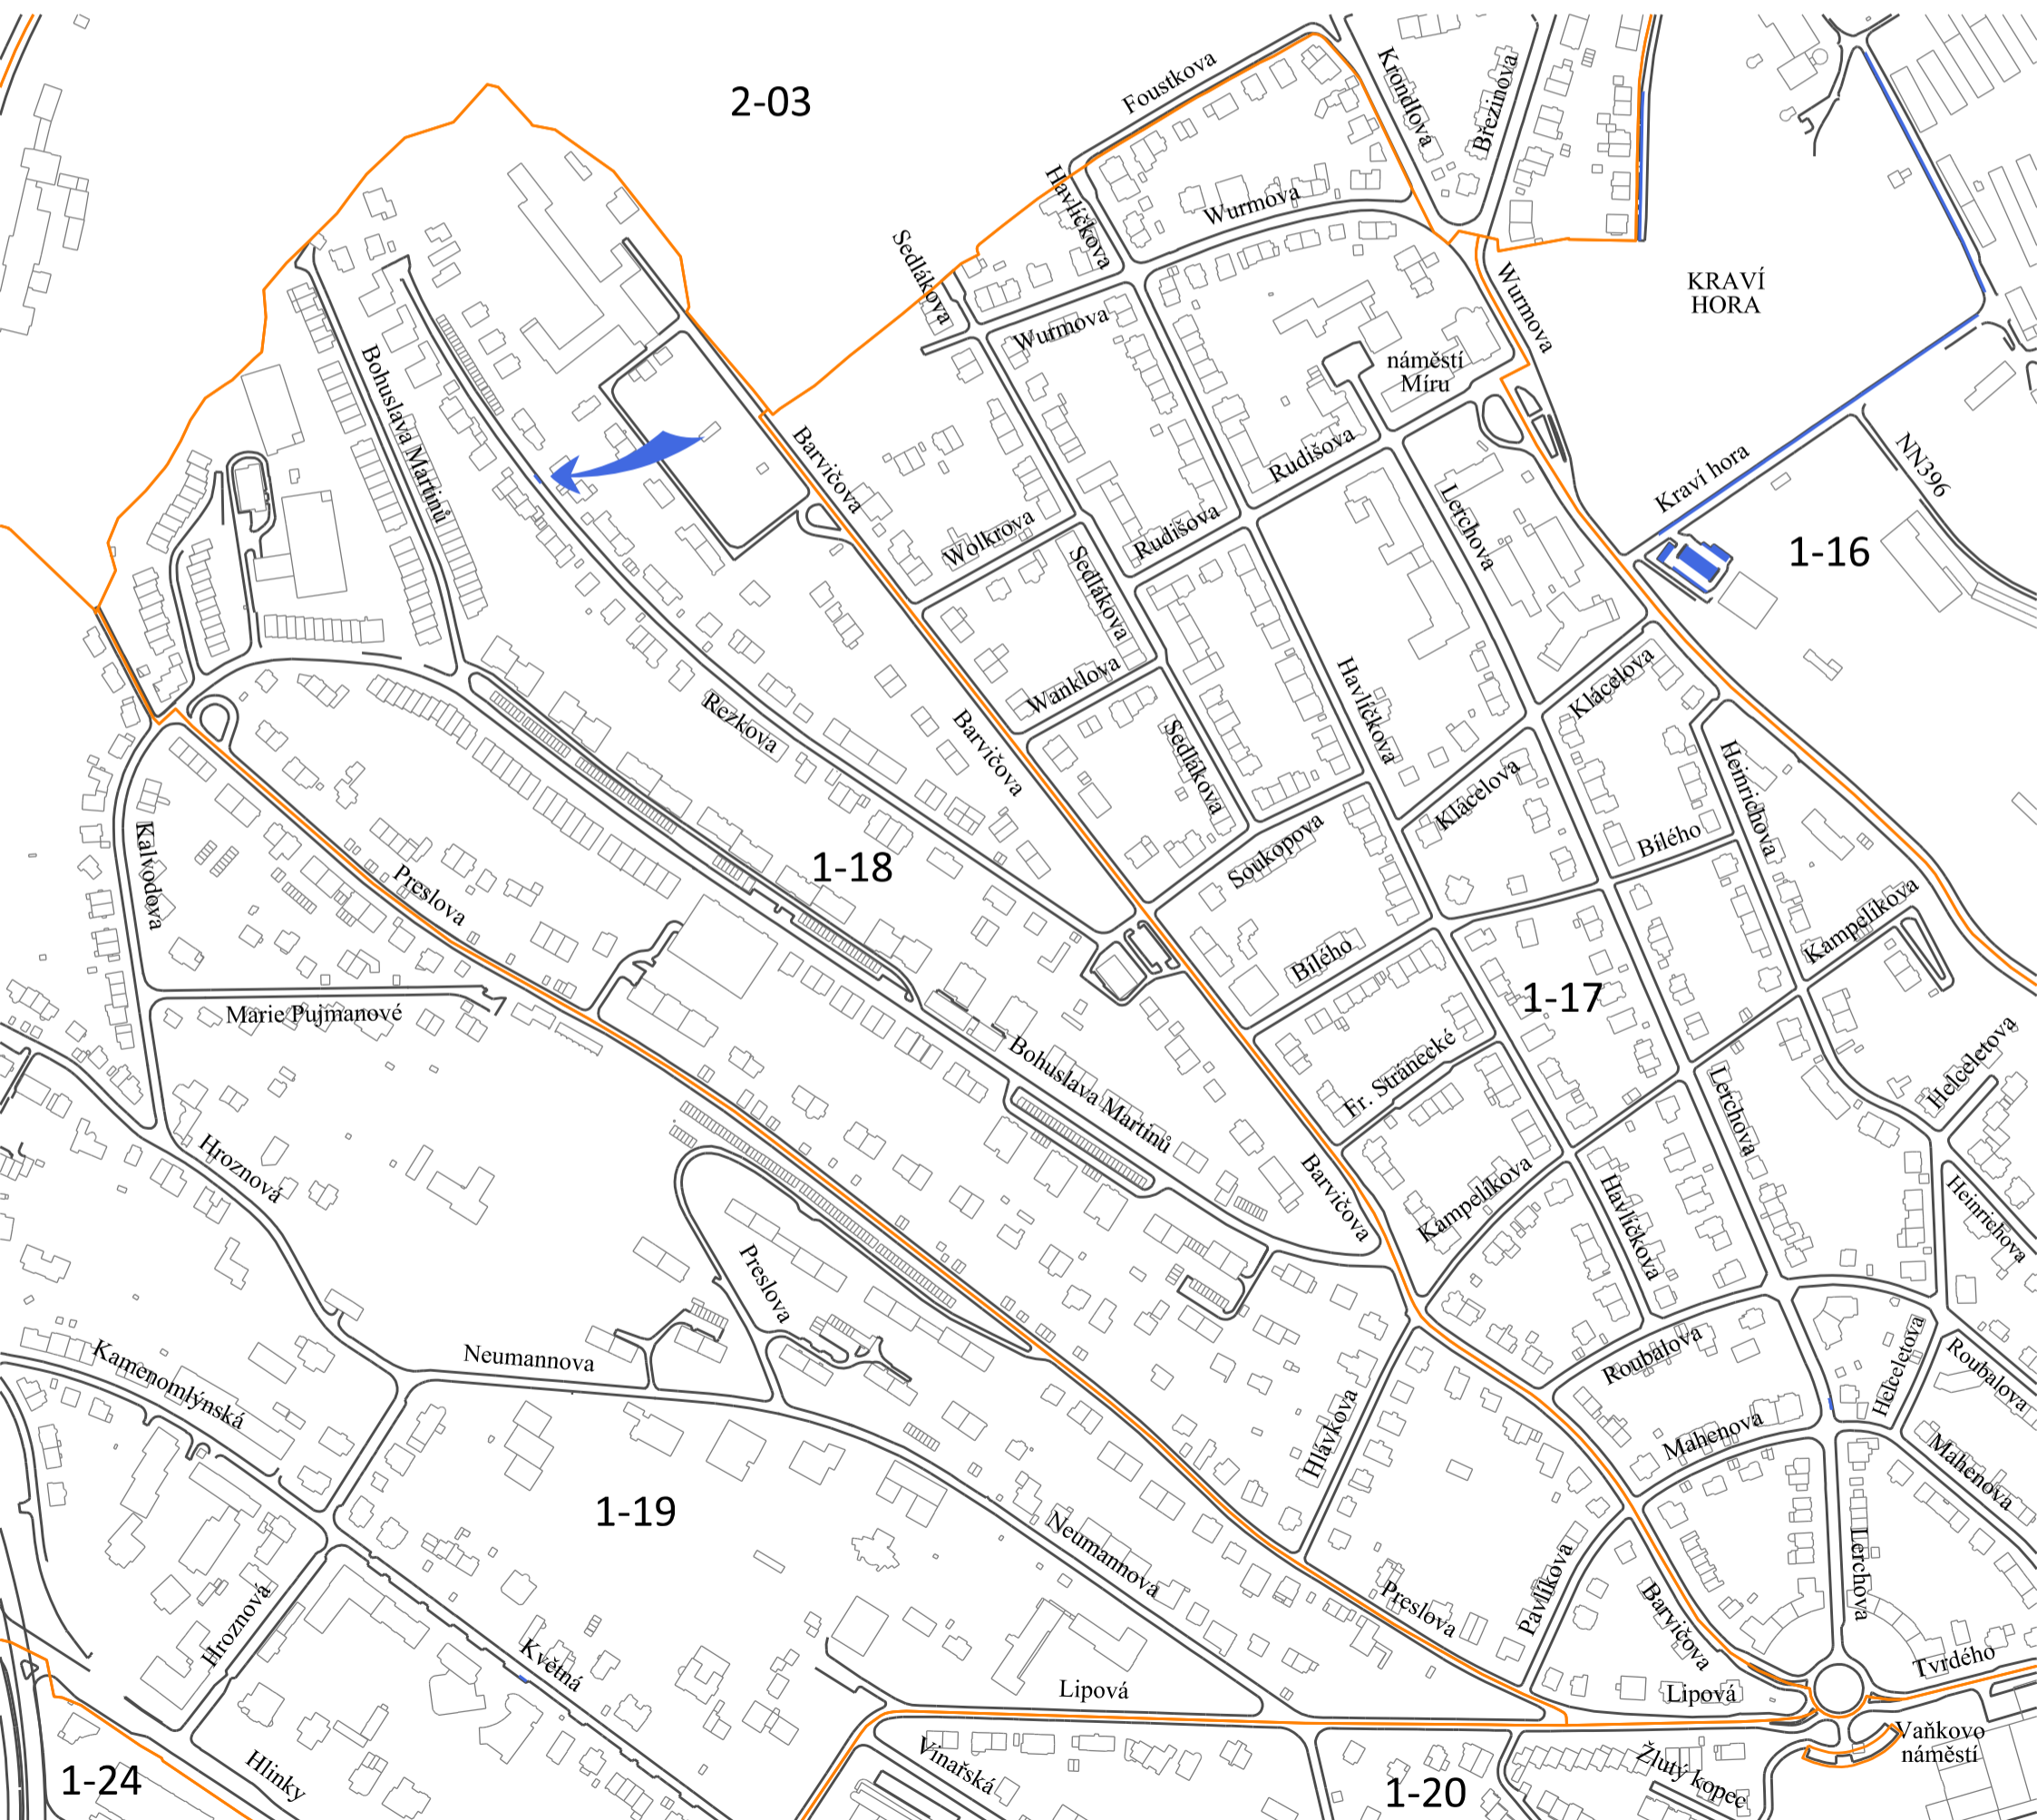 2-03
Foustkova
Krondlova
Březinova
Havlíčkova
Wurmova
Sedlákova
Wurmova
KRAVÍ
HORA
Wurmova
náměstí
Míru
Bohuslava Martinů
Barvičova
Rudišova
Lerchova
Kraví hora
NN396
Wolkrova
Rudišova
1-16
Sedlákova
Wanklova
Havlíčkova
Klácelova
Rezkova
Barvičova
Sedlákova
Klácelova
Heinrichova
Kalvodova
Preslova
1-18
Soukopova
Bílého
Kampelíkova
Bílého
1-17
Marie Pujmanové
Bohuslava Martinů
Fr. Stránecké
Lerchova
Helceletova
Hroznová
Barvičova
Kampelíkova
Havlíčkova
Heinrichova
Preslova
Neumannova
Kamenomlýnská
Roubalova
Helceletova
Roubalova
Hlávkova
Mahenova
Mahenova
1-19
Neumannova
Lerchova
Hroznová
Květná
Preslova
Pavlíkova
Barvičova
Tvrdého
Lipová
Lipová
Vaňkovo
náměstí
1-24
Hlinky
Vinařská
1-20
Žlutý kopec